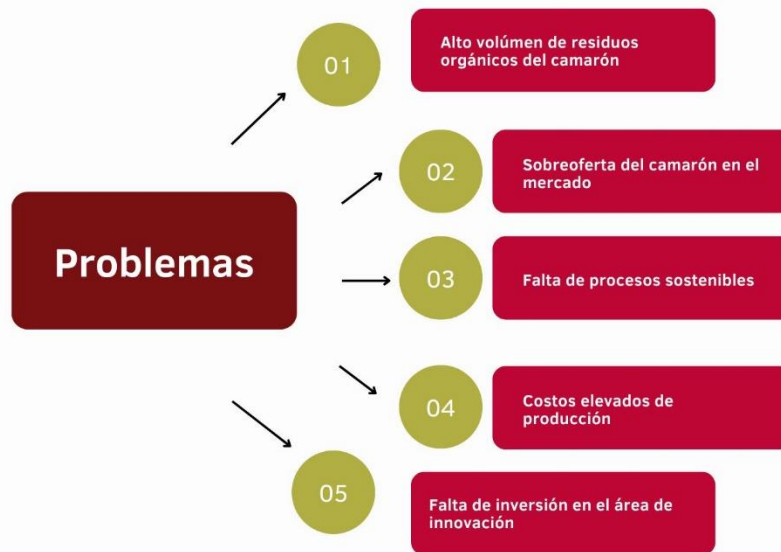 01
Alto volúmen de residuos
orgánicos del camarón
02
Sobreoferta del camarón en el
mercado
Problemas
03
Falta de procesos sostenibles
04
Costos elevados de
producción
05
Falta de inversión en el área de
innovación